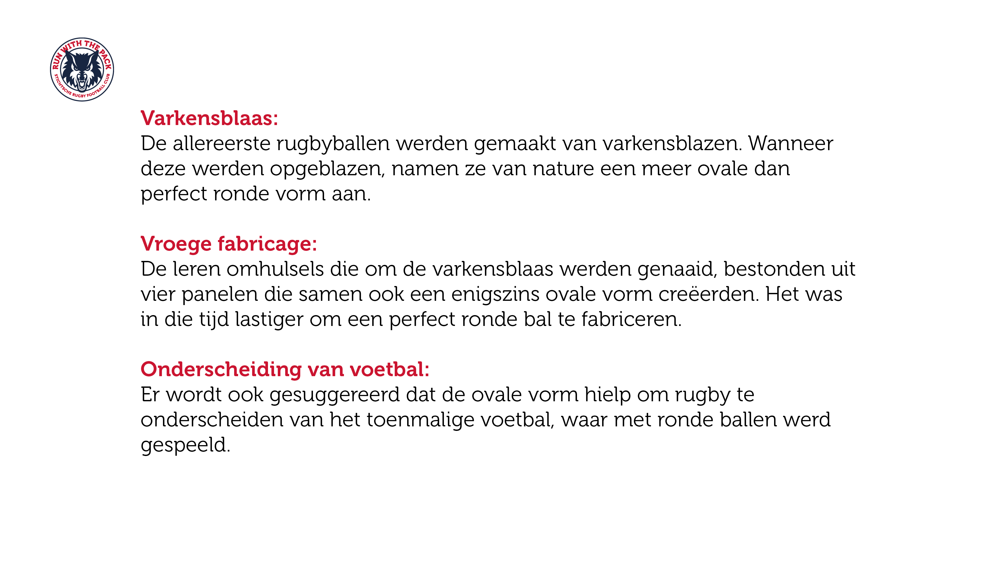 RUN WITH THE PACK
STICHTSCHE RUGBY FOOTBALL CLUB
Varkensblaas:
De allereerste rugbyballen werden gemaakt van varkensblazen. Wanneer
deze werden opgeblazen, namen ze van nature een meer ovale dan
perfect ronde vorm aan.
Vroege fabricage:
De leren omhulsels die om de varkensblaas werden genaaid, bestonden uit
vier panelen die samen ook een enigszins ovale vorm creëerden. Het was
in die tijd lastiger om een perfect ronde bal te fabriceren.
Onderscheiding van voetbal:
Er wordt ook gesuggereerd dat de ovale vorm hielp om rugby te
onderscheiden van het toenmalige voetbal, waar met ronde ballen werd
gespeeld.